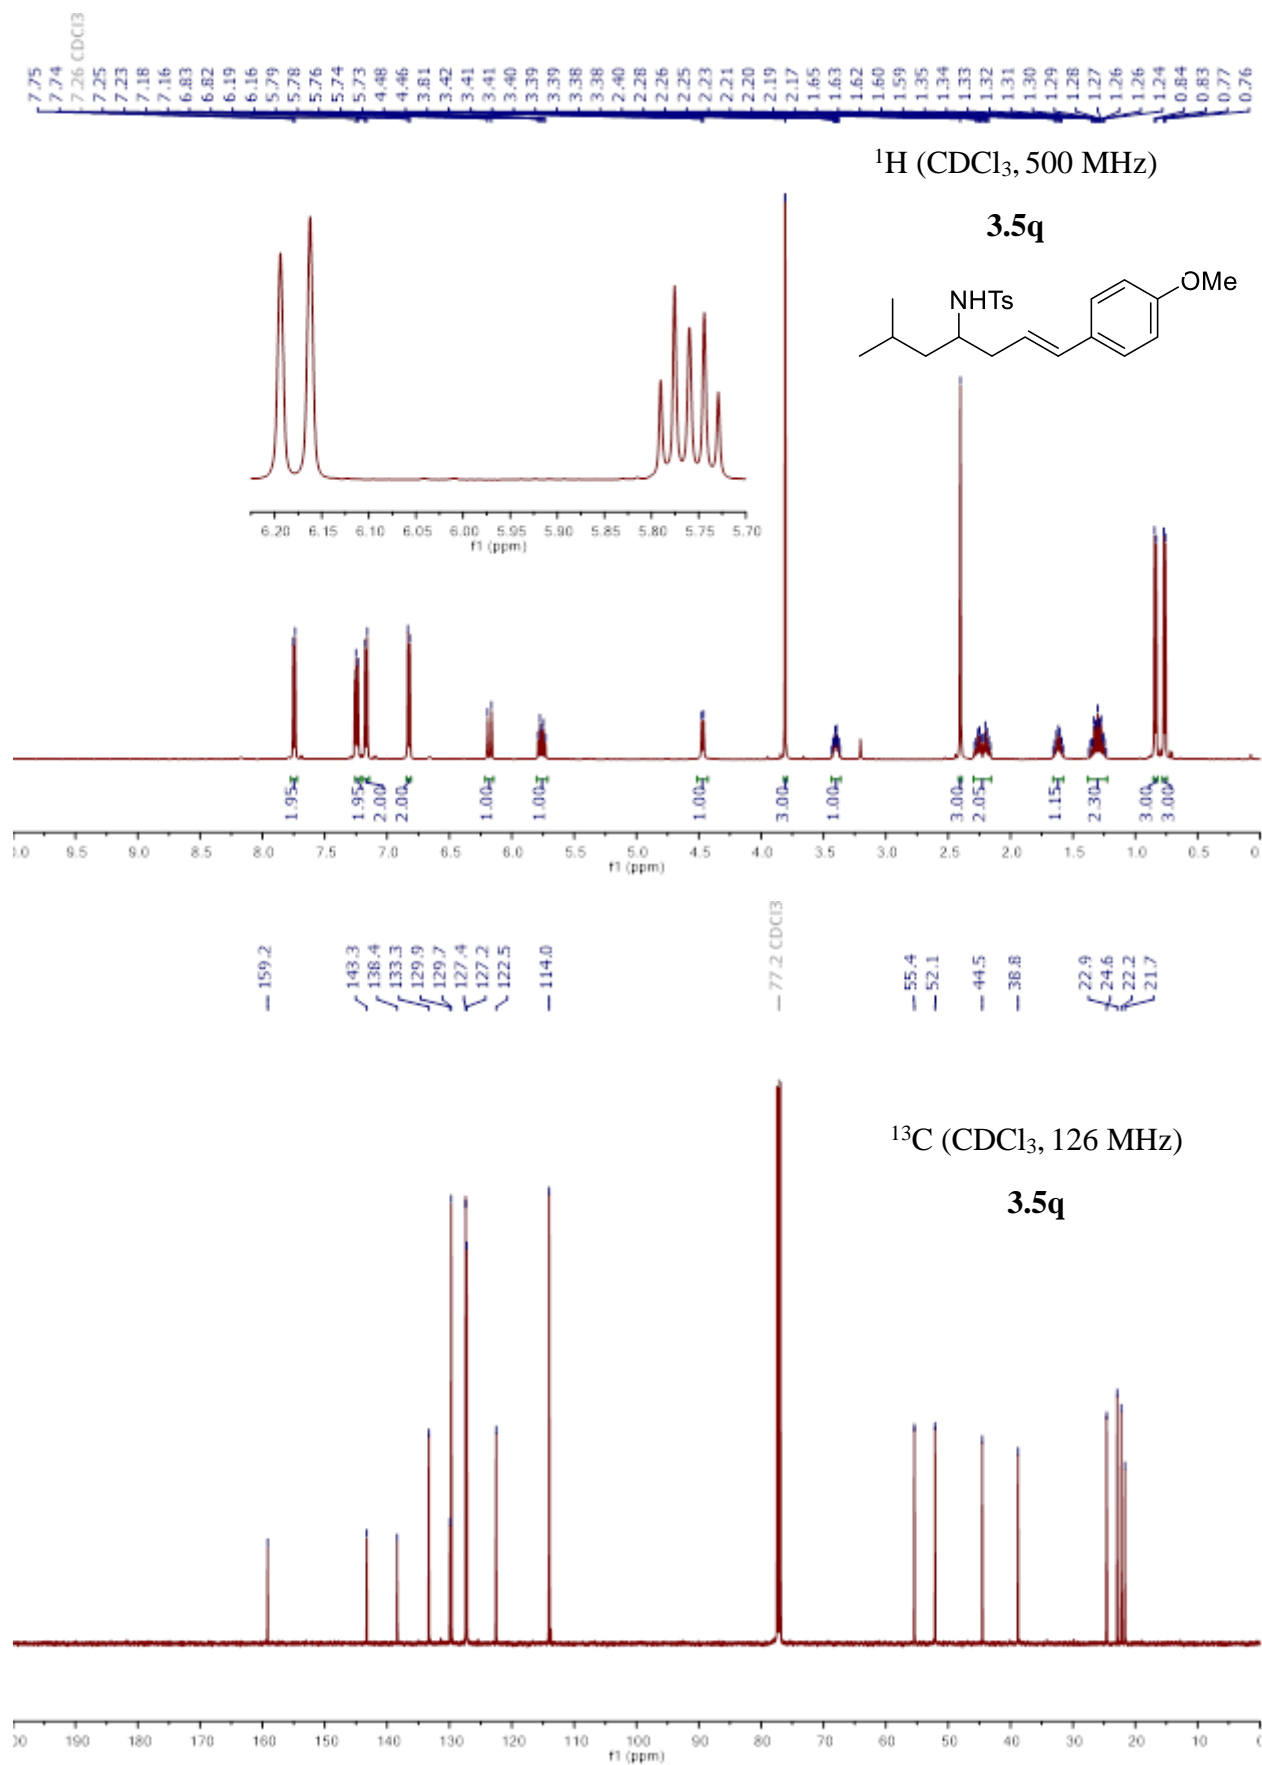 7.75 7.74 7.26 CDCl3 7.25 7.23 7.18 7.16 6.83 6.82 6.19 6.16 5.79 5.78 5.76 5.74 5.73 4.48 4.46 3.81 3.42 3.41 3.41 3.40 3.39 3.39 3.38 3.38 2.40 2.28 2.26 2.25 2.23 2.21 2.20 2.19 2.17 1.65 1.63 1.62 1.60 1.59 1.35 1.34 1.33 1.32 1.31 1.30 1.29 1.28 1.27 1.26 1.26 1.24 0.84 0.83 0.77 0.76
¹H (CDCl₃, 500 MHz)
3.5q
NHTs
OMe
6.20 6.15 6.10 6.05 6.00 5.95 5.90 5.85 5.80 5.75 5.70
f1 (ppm)
1.95 1.95 2.00 2.00 1.00 1.00 1.00 3.00 1.00 3.00 2.05 1.15 2.30 3.00 3.00
0.0 9.5 9.0 8.5 8.0 7.5 7.0 6.5 6.0 5.5 5.0 4.5 4.0 3.5 3.0 2.5 2.0 1.5 1.0 0.5 0
f1 (ppm)
159.2 143.3 138.4 133.3 129.9 129.7 127.4 127.2 122.5 114.0 77.2 CDCl3 55.4 52.1 44.5 38.8 22.9 24.6 22.2 21.7
¹³C (CDCl₃, 126 MHz)
3.5q
00 190 180 170 160 150 140 130 120 110 100 90 80 70 60 50 40 30 20 10
f1 (ppm)